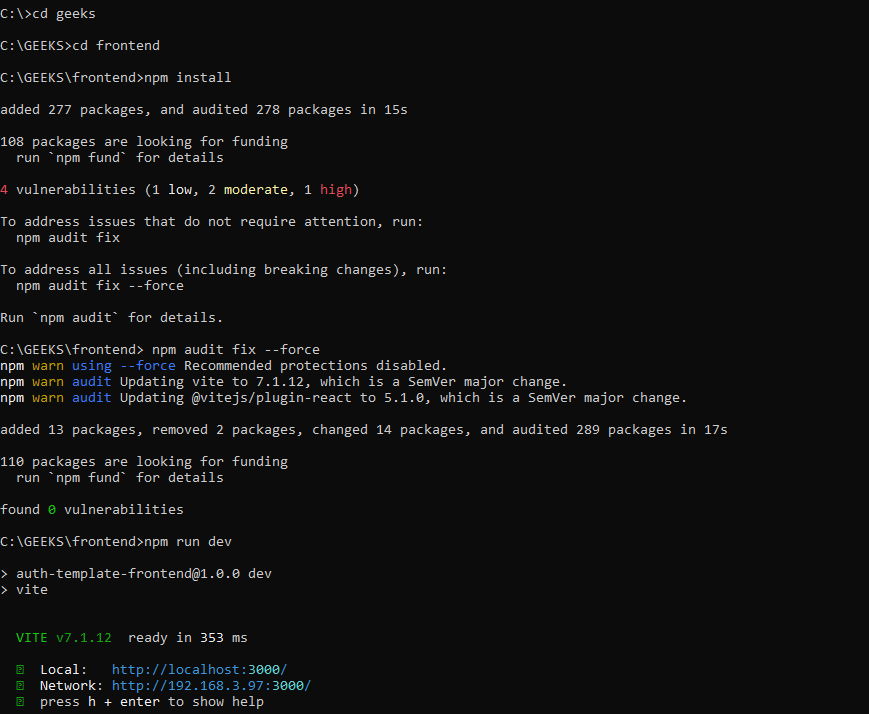 C:\>cd geeks
C:\GEEKS>cd frontend
C:\GEEKS\frontend>npm install
added 277 packages, and audited 278 packages in 15s
108 packages are looking for funding
  run `npm fund` for details
4 vulnerabilities (1 low, 2 moderate, 1 high)
To address issues that do not require attention, run:
  npm audit fix
To address all issues (including breaking changes), run:
  npm audit fix --force
Run `npm audit` for details.
C:\GEEKS\frontend> npm audit fix --force
npm warn using --force Recommended protections disabled.
npm warn audit Updating vite to 7.1.12, which is a SemVer major change.
npm warn audit Updating @vitejs/plugin-react to 5.1.0, which is a SemVer major change.
added 13 packages, removed 2 packages, changed 14 packages, and audited 289 packages in 17s
110 packages are looking for funding
  run `npm fund` for details
found 0 vulnerabilities
C:\GEEKS\frontend>npm run dev
> auth-template-frontend@1.0.0 dev
> vite
  VITE v7.1.12  ready in 353 ms
  Local:   http://localhost:3000/
  Network: http://192.168.3.97:3000/
  press h + enter to show help